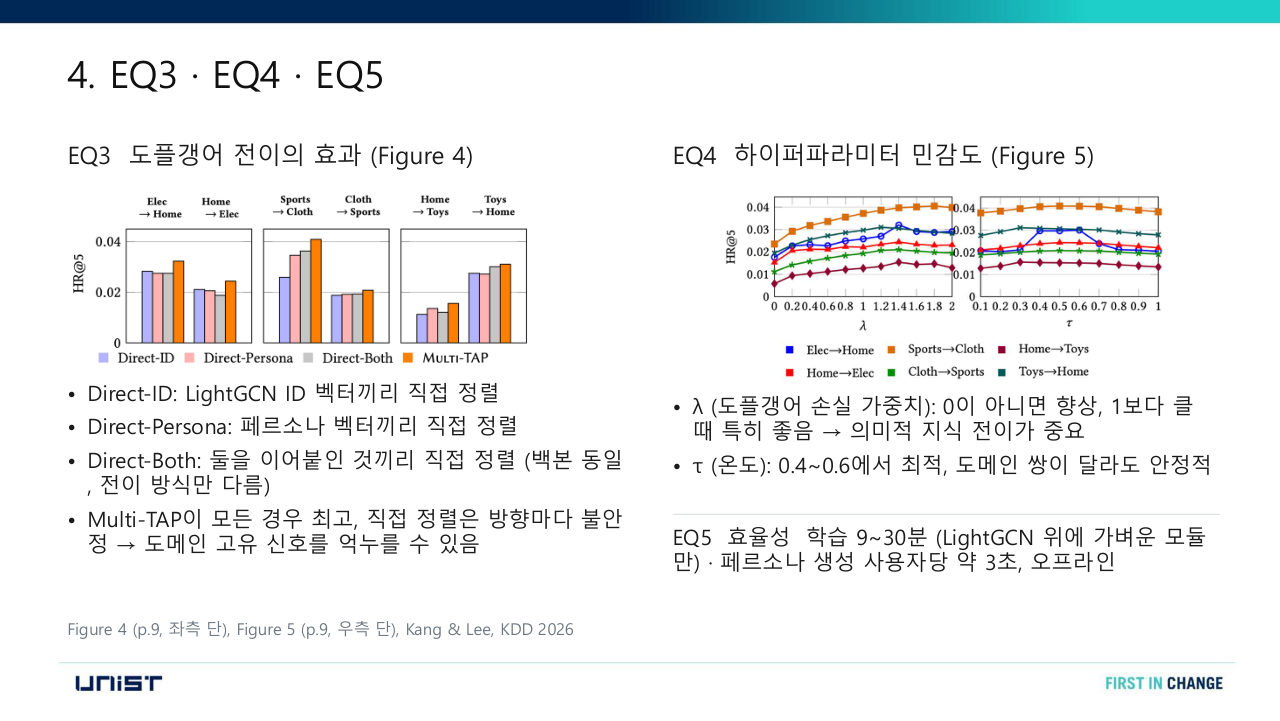 4. EQ3 · EQ4 · EQ5
EQ3 도플갱어 전이의 효과 (Figure 4)
Elec → Home
Home → Elec
Sports → Cloth
Cloth → Sports
Home → Toys
Toys → Home
HR@5
0.04
0.02
0
Direct-ID Direct-Persona Direct-Both MULTI-TAP
• Direct-ID: LightGCN ID 벡터끼리 직접 정렬
• Direct-Persona: 페르소나 벡터끼리 직접 정렬
• Direct-Both: 둘을 이어붙인 것끼리 직접 정렬 (백본 동일
, 전이 방식만 다름)
• Multi-TAP이 모든 경우 최고, 직접 정렬은 방향마다 불안
정 → 도메인 고유 신호를 억누를 수 있음
EQ4 하이퍼파라미터 민감도 (Figure 5)
HR@5
0.04
0.03
0.02
0.01
0
0 0.2 0.4 0.6 0.8 1 1.2 1.4 1.6 1.8 2
λ
0.04
0.03
0.02
0.01
0
0.1 0.2 0.3 0.4 0.5 0.6 0.7 0.8 0.9 1
τ
Elec→Home Sports→Cloth Home→Toys
Home→Elec Cloth→Sports Toys→Home
• λ (도플갱어 손실 가중치): 0이 아니면 향상, 1보다 클
때 특히 좋음 → 의미적 지식 전이가 중요
• τ (온도): 0.4~0.6에서 최적, 도메인 쌍이 달라도 안정적
EQ5 효율성 학습 9~30분 (LightGCN 위에 가벼운 모듈
만) · 페르소나 생성 사용자당 약 3초, 오프라인
Figure 4 (p.9, 좌측 단), Figure 5 (p.9, 우측 단), Kang & Lee, KDD 2026
UNIST
FIRST IN CHANGE